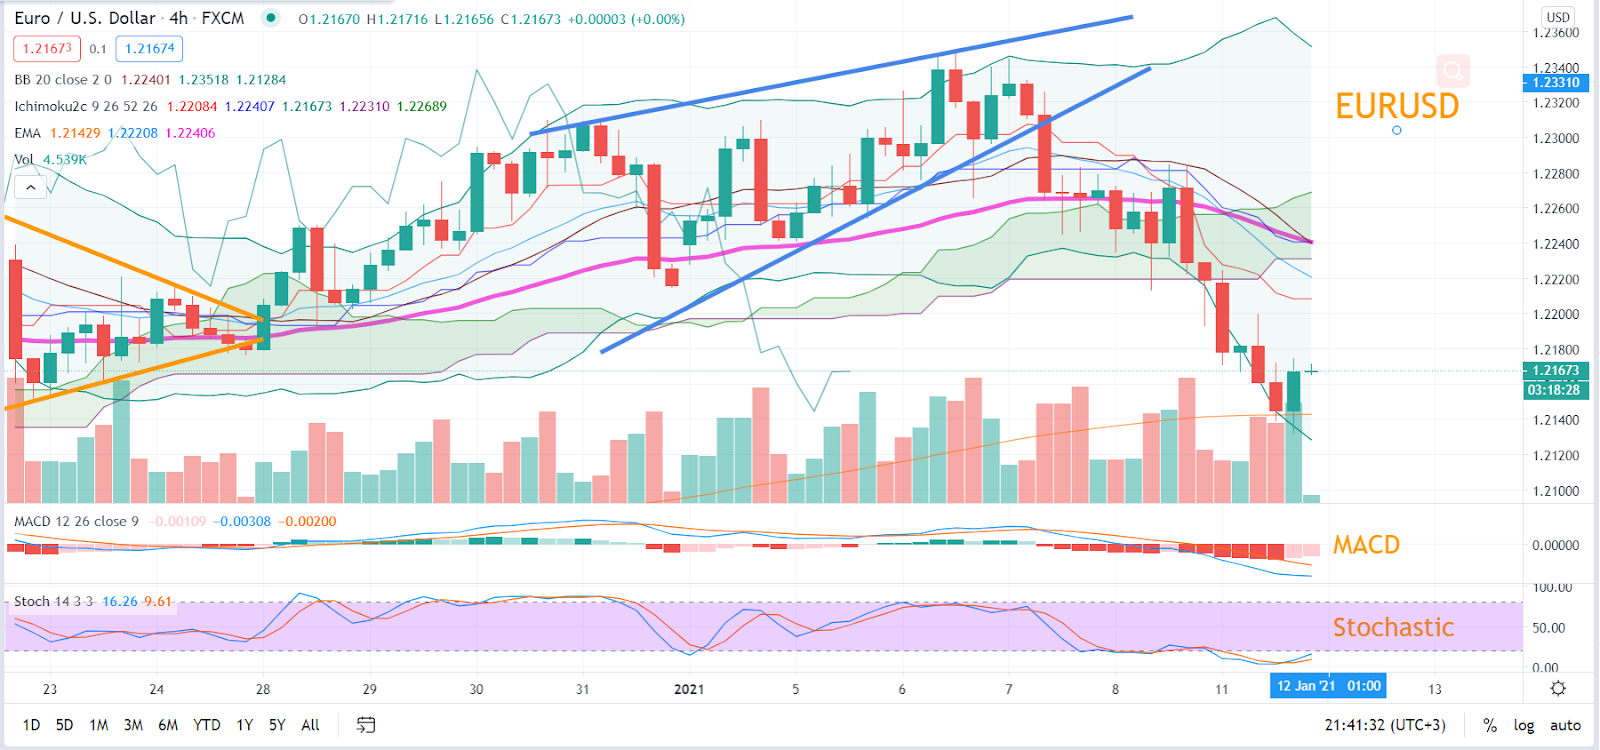 Euro / U.S. Dollar · 4h · FXCM O1.21670 H1.21716 L1.21656 C1.21673 +0.00003 (+0.00%)
1.21673 0.1 1.21674
BB 20 close 2 0 1.22401 1.23518 1.21284
Ichimoku2c 9 26 52 26 1.22084 1.22407 1.21673 1.22310 1.22689
EMA 1.21429 1.22208 1.22406
Vol 4.539K
EURUSD
USD
1.23600
1.23400
1.23310
1.23200
1.23000
1.22800
1.22600
1.22400
1.22200
1.22000
1.21800
1.21673
03:18:28
1.21400
1.21200
1.21000
MACD 12 26 close 9 -0.00109 -0.00308 -0.00200
MACD
0.00000
Stoch 14 3 3 16.26 9.61
Stochastic
100.00
50.00
0.00
23 24 28 29 30 31 2021 5 6 7 8 11 12 Jan '21 01:00 13
1D 5D 1M 3M 6M YTD 1Y 5Y All 21:41:32 (UTC+3) % log auto